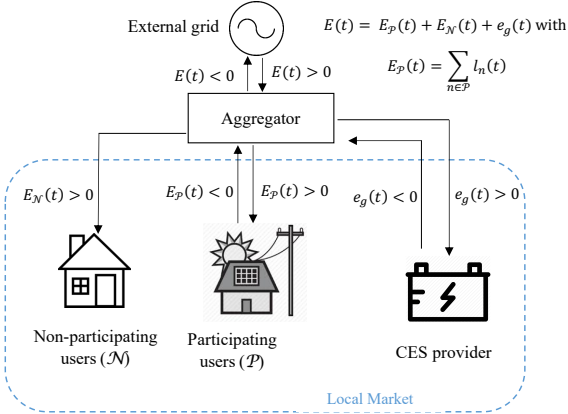 External grid
E(t) = E_𝒫(t) + E_𝒩(t) + e_g(t) with
E_𝒫(t) = ∑_{n∈𝒫} l_n(t)
E(t) < 0
E(t) > 0
Aggregator
E_𝒩(t) > 0
E_𝒫(t) < 0
E_𝒫(t) > 0
e_g(t) < 0
e_g(t) > 0
Non-participating
users (𝒩)
Participating
users (𝒫)
CES provider
Local Market